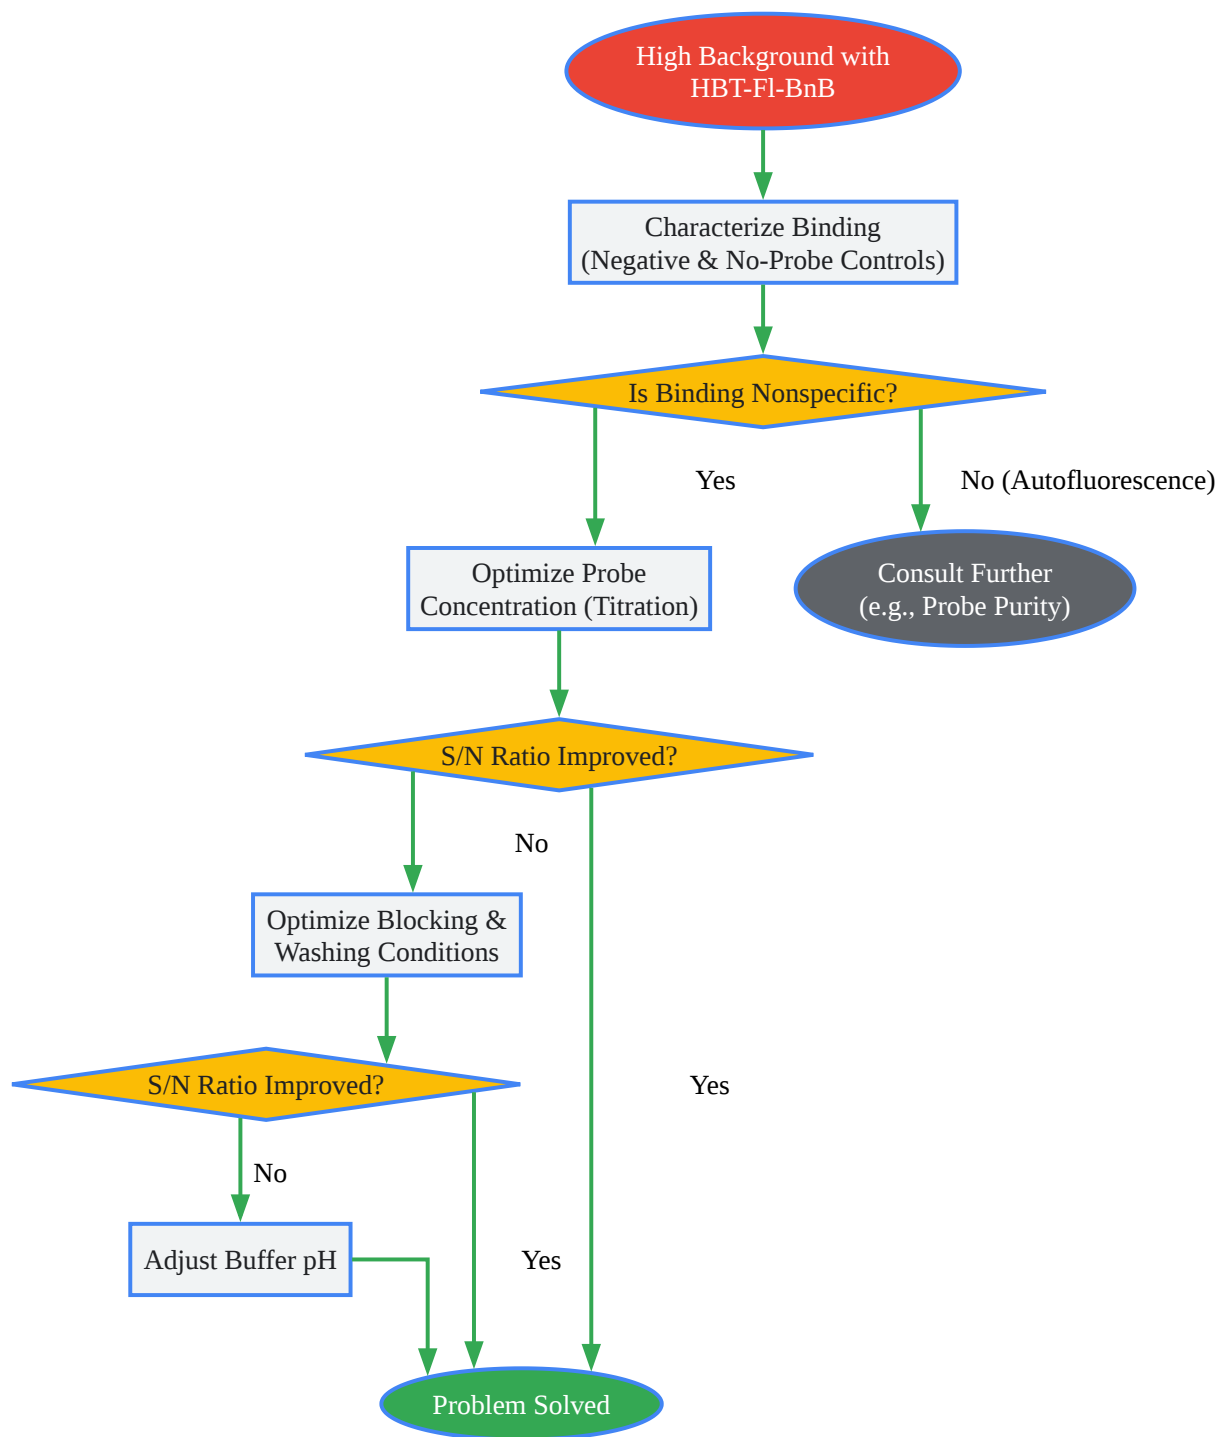 High Background with
HBT-Fl-BnB
Characterize Binding
(Negative & No-Probe Controls)
Is Binding Nonspecific?
Yes
No (Autofluorescence)
Optimize Probe
Concentration (Titration)
Consult Further
(e.g., Probe Purity)
S/N Ratio Improved?
No
Optimize Blocking &
Washing Conditions
S/N Ratio Improved?
Yes
No
Adjust Buffer pH
Yes
Problem Solved